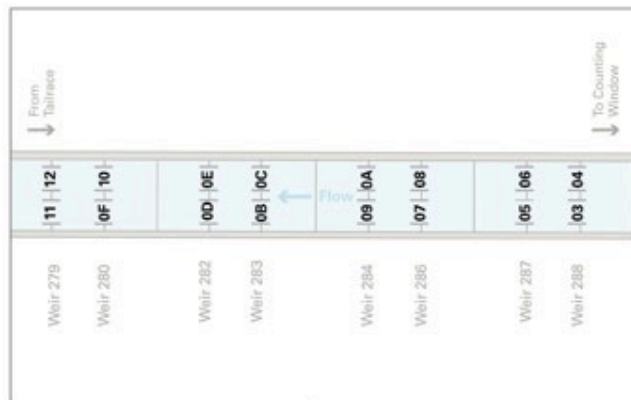 From
Tailrace
To Counting
Window
12
10
0E
0C
0A
08
06
04
Flow
11
0F
0D
0B
09
07
05
03
Weir 279
Weir 280
Weir 282
Weir 283
Weir 284
Weir 286
Weir 287
Weir 288